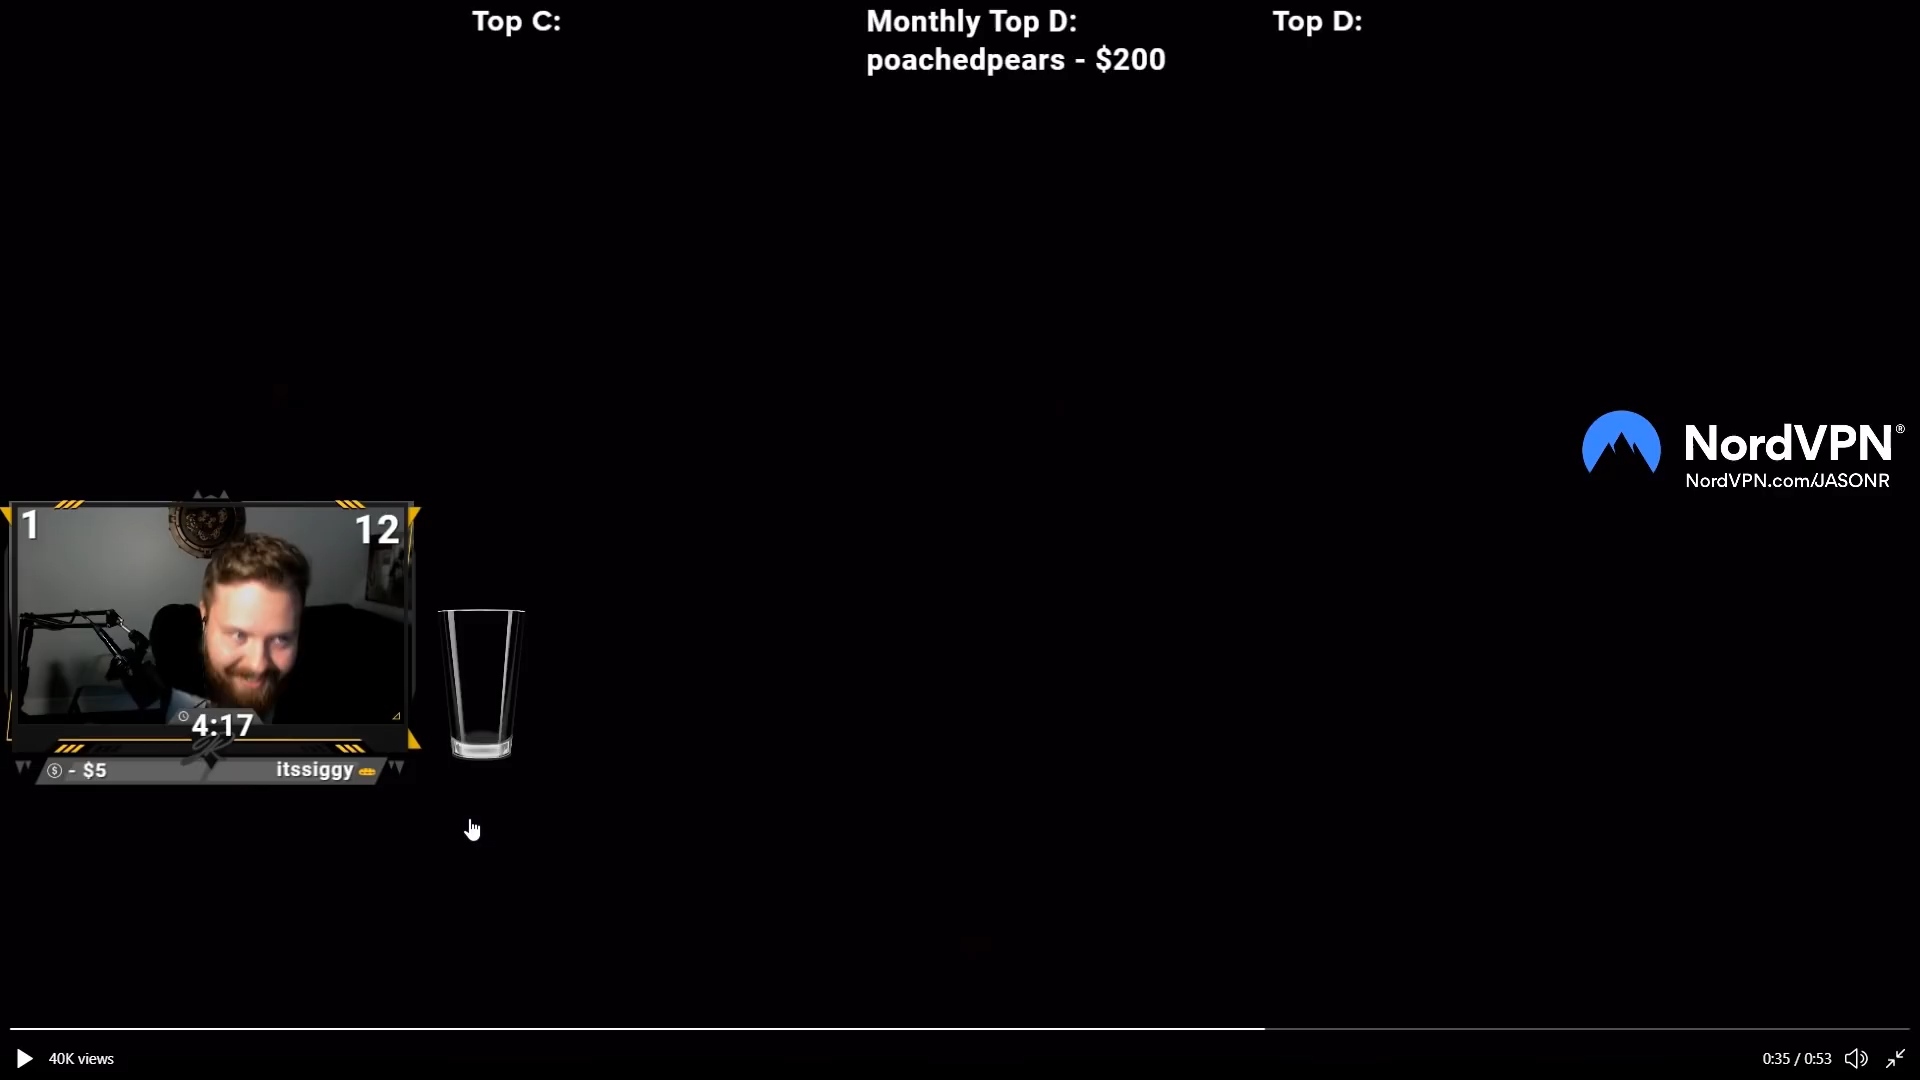 Top C:
Monthly Top D:
poachedpears - $200
Top D:
NordVPN®
NordVPN.com/JASONR
1
12
4:17
- $5
itssiggy
40K views
0:35 / 0:53